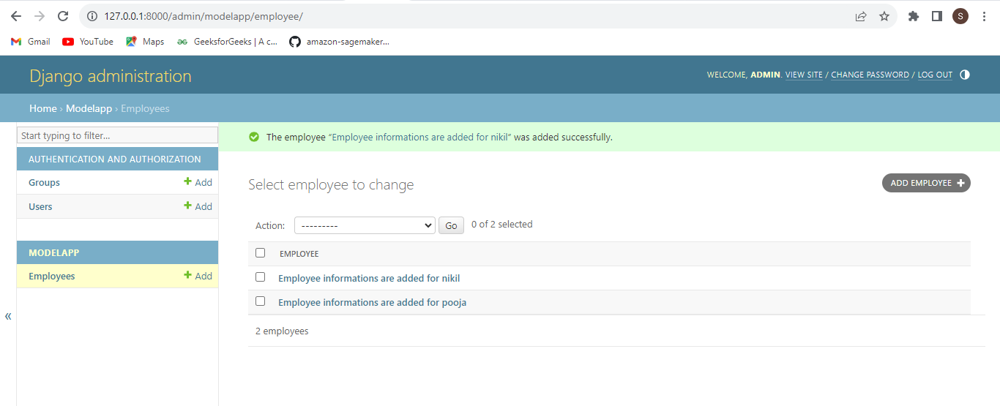 127.0.0.1:8000/admin/modelapp/employee/
S
Gmail YouTube Maps GeeksforGeeks | A c... amazon-sagemaker...
Django administration
WELCOME, ADMIN. VIEW SITE / CHANGE PASSWORD / LOG OUT
Home › Modelapp › Employees
Start typing to filter...
AUTHENTICATION AND AUTHORIZATION
Groups + Add
Users + Add
MODELAPP
Employees + Add
«
The employee “Employee informations are added for nikil” was added successfully.
Select employee to change
ADD EMPLOYEE +
Action: --------- Go 0 of 2 selected
EMPLOYEE
Employee informations are added for nikil
Employee informations are added for pooja
2 employees